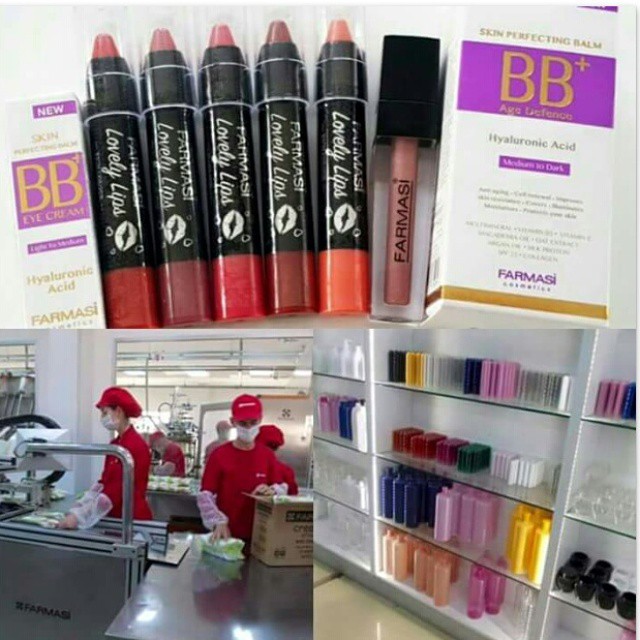 NEW
SKIN
PERFECTING BALM
BB+
EYE CREAM
Light to Medium
Hyaluronic
Acid
FARMASi
cosmetics
FARMASi
Lovely Lips
FARMASi
Lovely Lips
FARMASi
Lovely Lips
FARMASi
Lovely Lips
FARMASi
Lovely Lips
FARMASi
SKIN PERFECTING BALM
BB+
Age Defence
Hyaluronic Acid
Medium to Dark
FARMASi
cosmetics
FARMASi
FARMASi